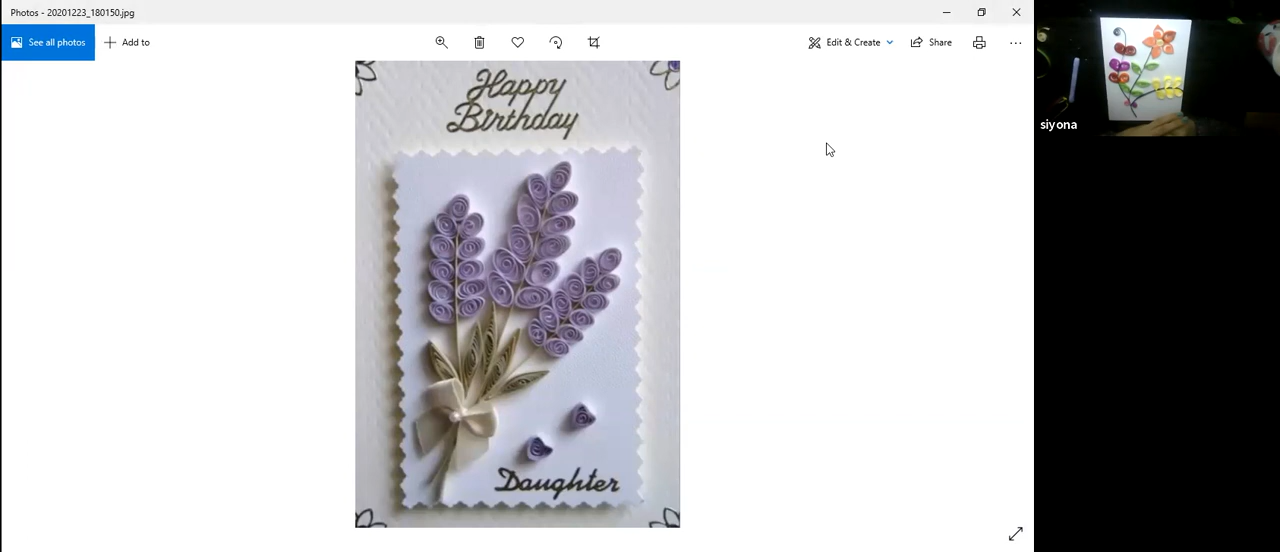 Photos - 20201223_180150.jpg
See all photos
Add to
Edit & Create
Share
Happy
Birthday
Daughter
siyona